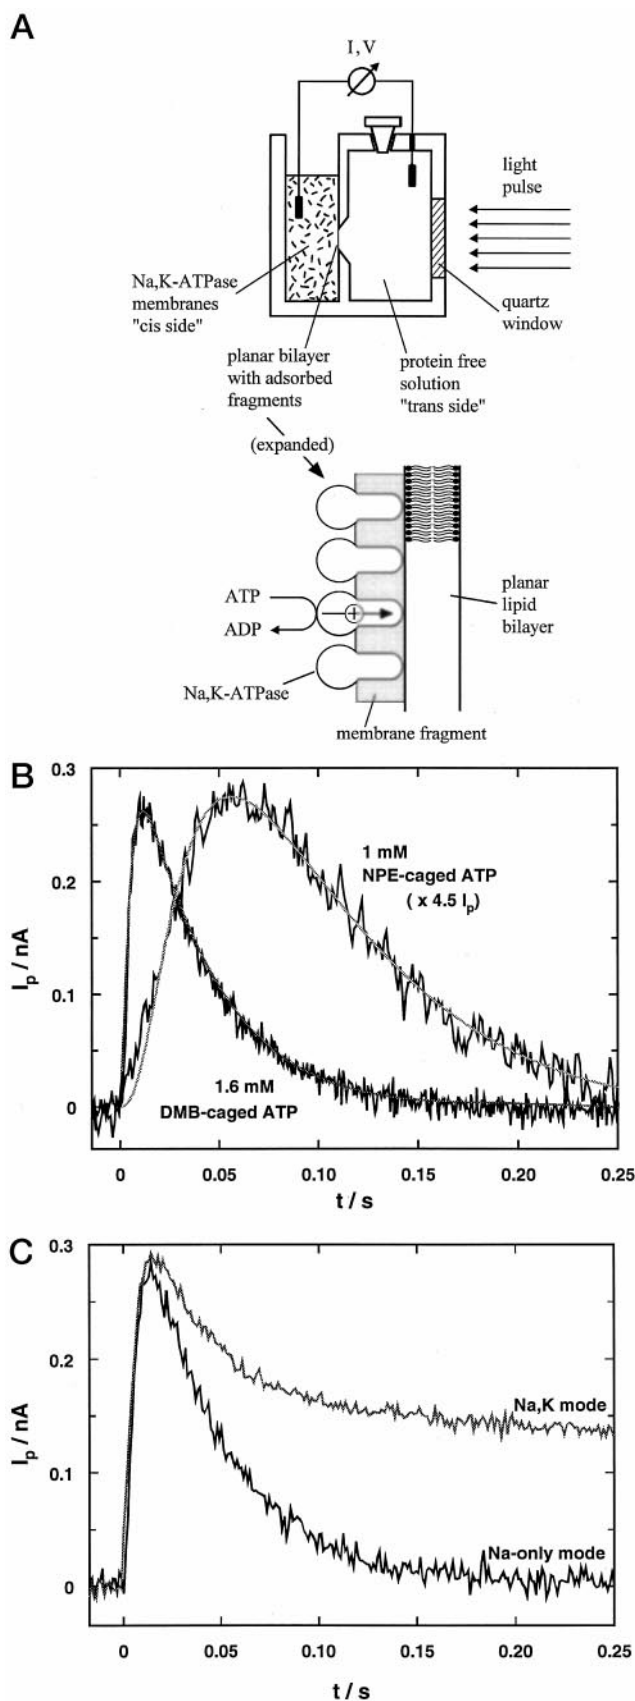 A
I, V
light
pulse
Na,K-ATPase
membranes
"cis side"
quartz
window
planar bilayer
with adsorbed
fragments
protein free
solution
"trans side"
(expanded)
ATP
+
ADP
planar
lipid
bilayer
Na,K-ATPase
membrane fragment
B
0.3
0.2
0.1
0
I_p / nA
1 mM
NPE-caged ATP
( x 4.5 I_p)
1.6 mM
DMB-caged ATP
0 0.05 0.10 0.15 0.20 0.25
t / s
C
0.3
0.2
0.1
0
I_p / nA
Na,K mode
Na-only mode
0 0.05 0.10 0.15 0.20 0.25
t / s